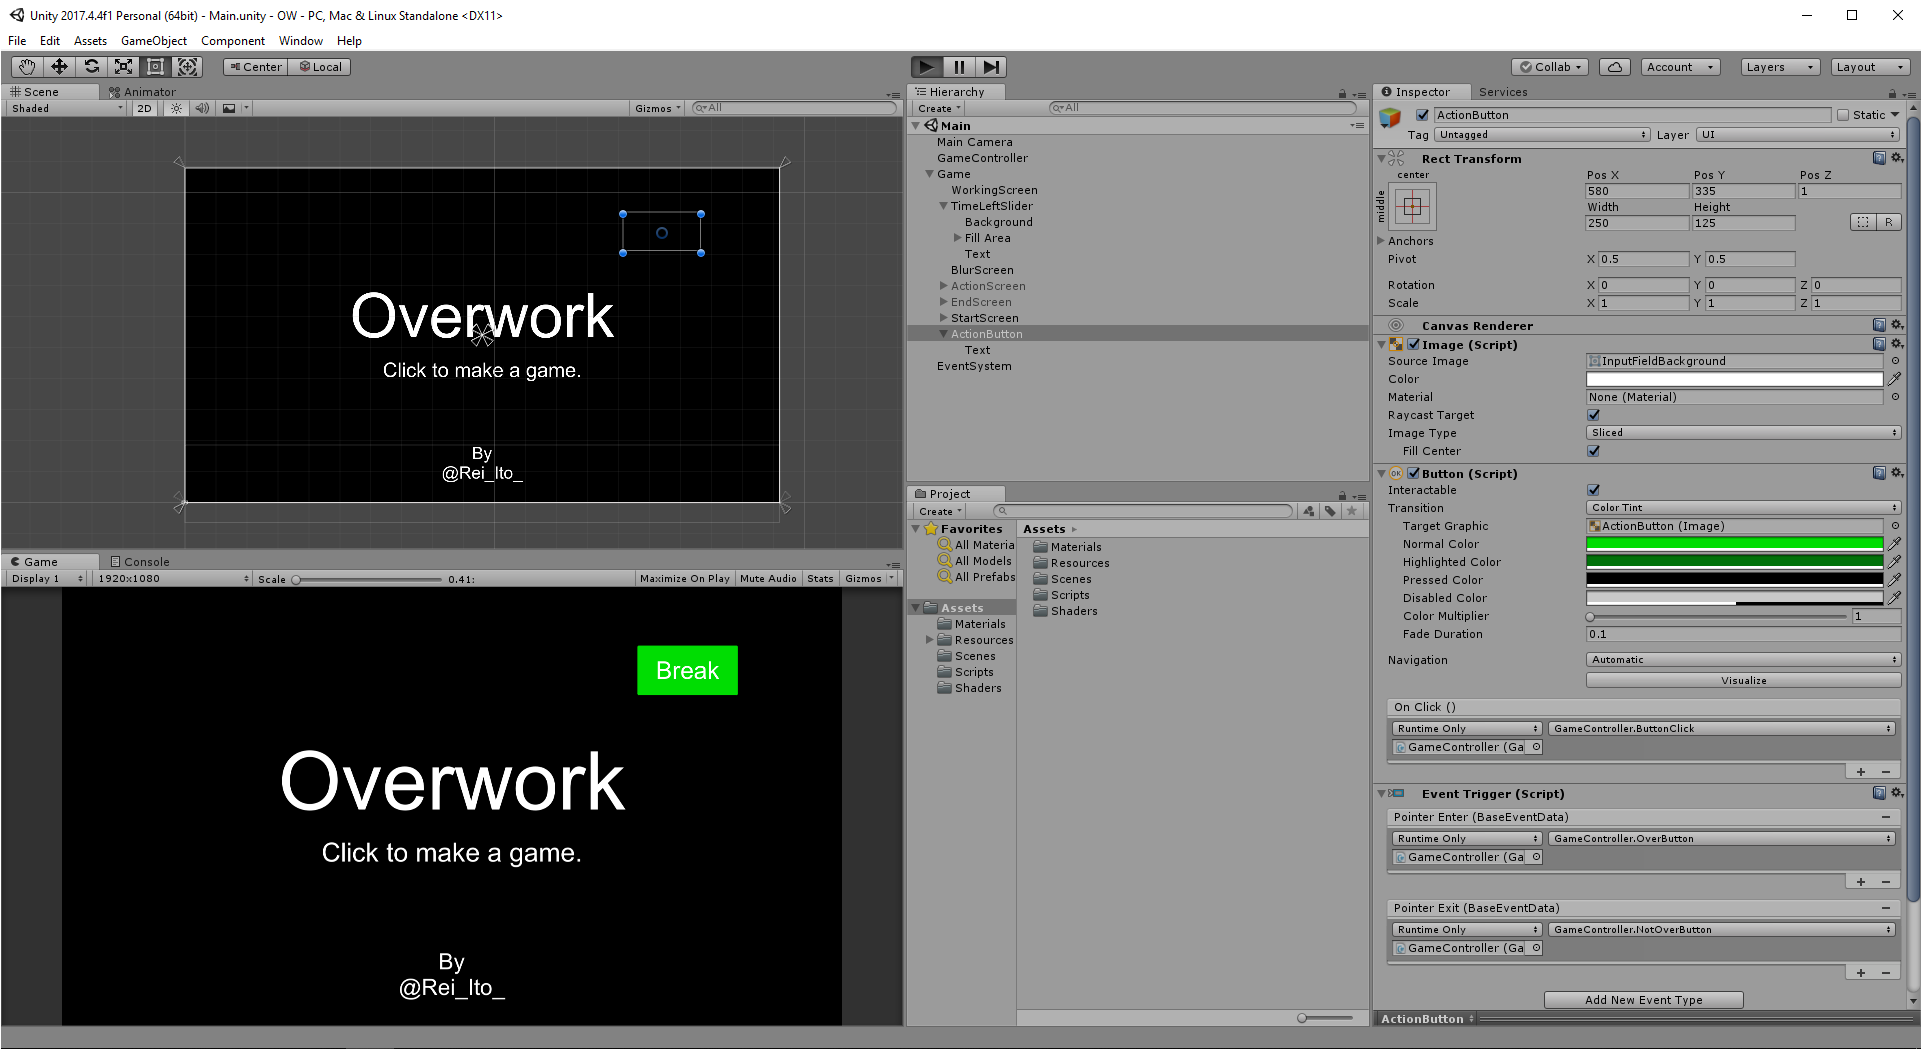 Unity 2017.4.4f1 Personal (64bit) - Main.unity - OW - PC, Mac & Linux Standalone <DX11>
File Edit Assets GameObject Component Window Help
Center Local
Collab Account Layers Layout
Scene Animator
Shaded 2D Gizmos All
Overwork
Click to make a game.
By
@Rei_Ito_
Game Console
Display 1 1920x1080 Scale 0.41: Maximize On Play Mute Audio Stats Gizmos
Break
Overwork
Click to make a game.
By
@Rei_Ito_
Hierarchy
Create All
Main
Main Camera
GameController
Game
WorkingScreen
TimeLeftSlider
Background
Fill Area
Text
BlurScreen
ActionScreen
EndScreen
StartScreen
ActionButton
Text
EventSystem
Project
Create
Favorites
All Materia
All Models
All Prefabs
Assets
Materials
Resources
Scenes
Scripts
Shaders
Assets
Materials
Resources
Scenes
Scripts
Shaders
Inspector Services
ActionButton Static
Tag Untagged Layer UI
Rect Transform
center
middle
Pos X Pos Y Pos Z
580 335 1
Width Height
250 125 R
Anchors
Pivot X 0.5 Y 0.5
Rotation X 0 Y 0 Z 0
Scale X 1 Y 1 Z 1
Canvas Renderer
Image (Script)
Source Image InputFieldBackground
Color
Material None (Material)
Raycast Target
Image Type Sliced
Fill Center
OK Button (Script)
Interactable
Transition Color Tint
Target Graphic ActionButton (Image)
Normal Color
Highlighted Color
Pressed Color
Disabled Color
Color Multiplier 1
Fade Duration 0.1
Navigation Automatic
Visualize
On Click ()
Runtime Only GameController.ButtonClick
GameController (Ga
Event Trigger (Script)
Pointer Enter (BaseEventData)
Runtime Only GameController.OverButton
GameController (Ga
Pointer Exit (BaseEventData)
Runtime Only GameController.NotOverButton
GameController (Ga
Add New Event Type
ActionButton